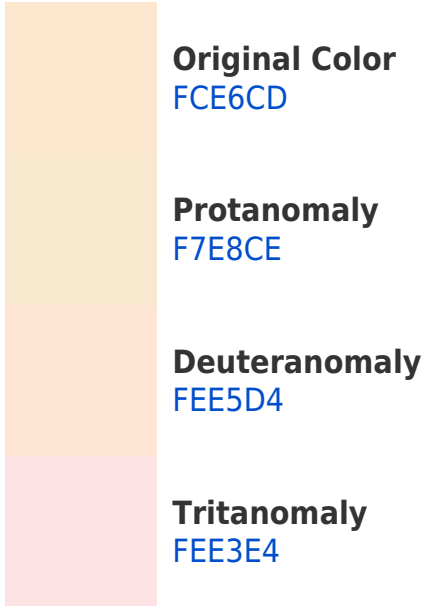 Original Color
FCE6CD
Protanomaly
F7E8CE
Deuteranomaly
FEE5D4
Tritanomaly
FEE3E4